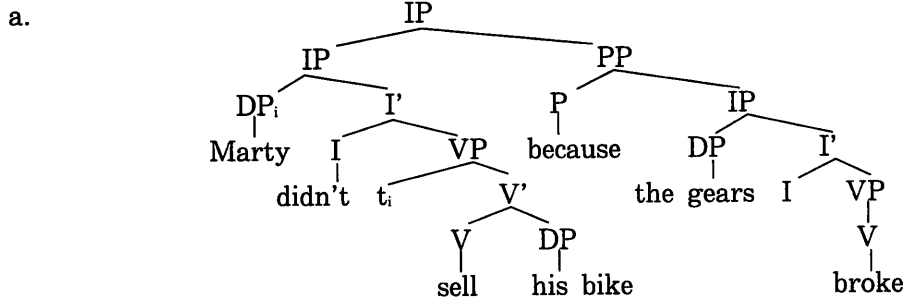 a. IP
IP PP
DPi I' P IP
Marty I VP because DP I'
didn't ti V' the gears I VP
V DP V
sell his bike broke